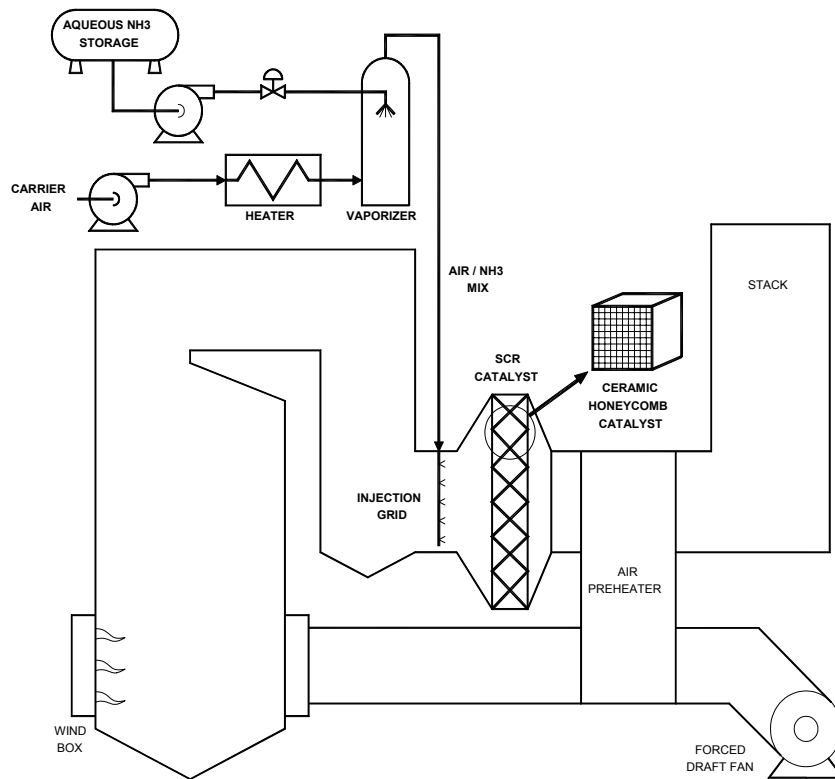 AQUEOUS NH3
STORAGE
CARRIER
AIR
HEATER
VAPORIZER
AIR / NH3
MIX
STACK
SCR
CATALYST
CERAMIC
HONEYCOMB
CATALYST
INJECTION
GRID
AIR
PREHEATER
WIND
BOX
FORCED
DRAFT FAN